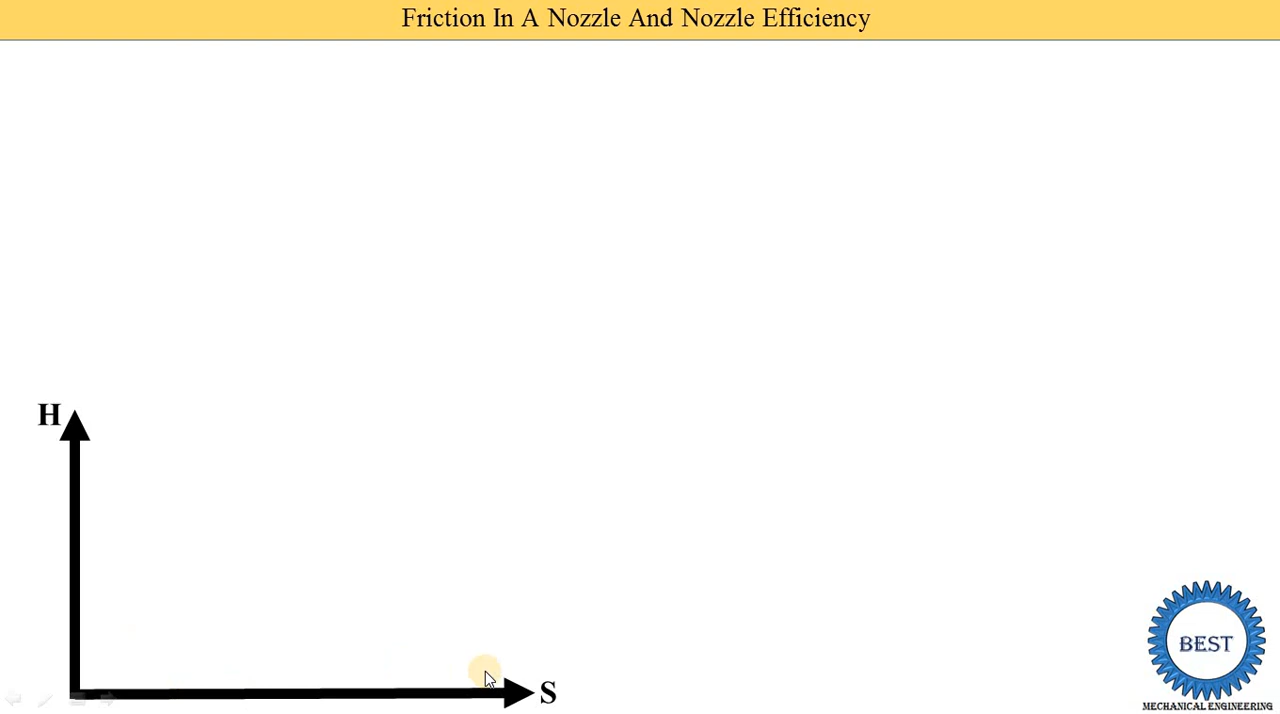 Friction In A Nozzle And Nozzle Efficiency
H
S
BEST
MECHANICAL ENGINEERING